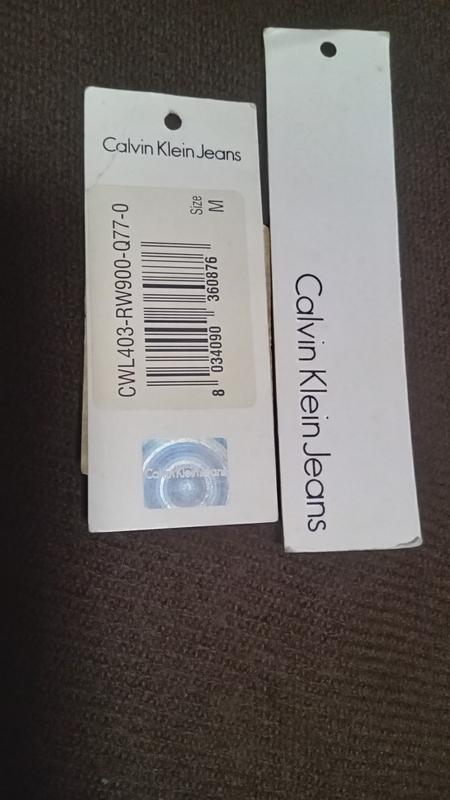 Calvin Klein Jeans
CWL403-RW900-Q77-0
Size
M
8 034090 360876
Calvin Klein Jeans
Calvin Klein Jeans